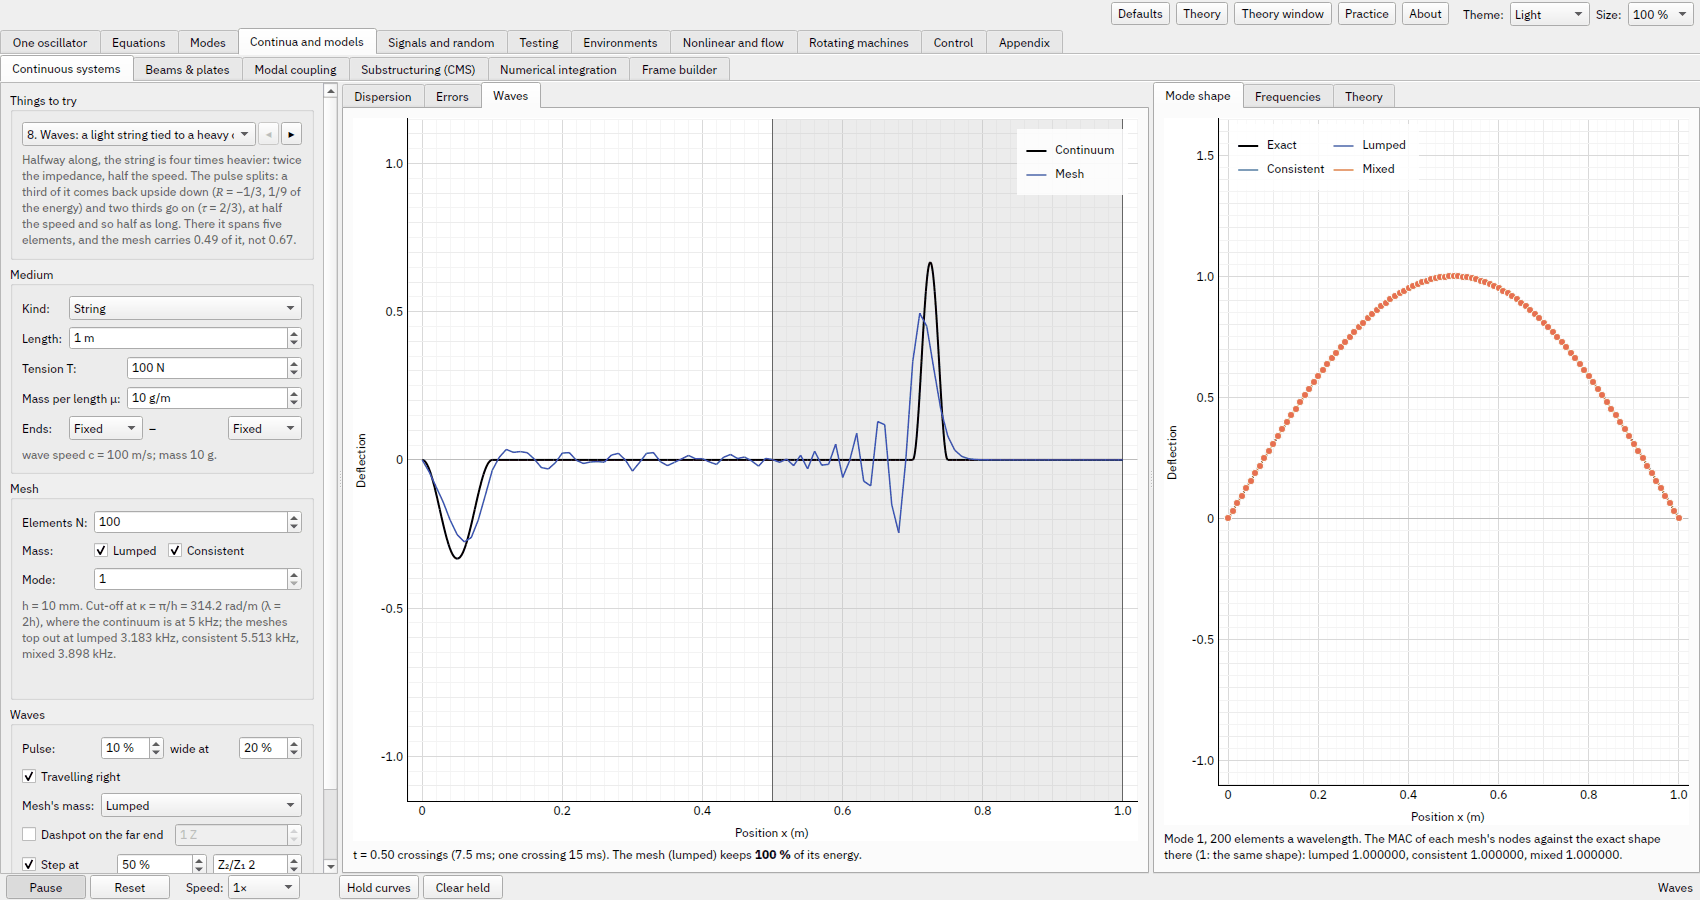 Defaults Theory Theory window Practice About Theme: Light Size: 100 %
One oscillator Equations Modes Continua and models Signals and random Testing Environments Nonlinear and flow Rotating machines Control Appendix
Continuous systems Beams & plates Modal coupling Substructuring (CMS) Numerical integration Frame builder
Things to try
8. Waves: a light string tied to a heavy
Halfway along, the string is four times heavier: twice
the impedance, half the speed. The pulse splits: a
third of it comes back upside down (R = −1/3, 1/9 of
the energy) and two thirds go on (τ = 2/3), at half
the speed and so half as long. There it spans five
elements, and the mesh carries 0.49 of it, not 0.67.
Medium
Kind: String
Length: 1 m
Tension T: 100 N
Mass per length μ: 10 g/m
Ends: Fixed – Fixed
wave speed c = 100 m/s; mass 10 g.
Mesh
Elements N: 100
Mass: Lumped Consistent
Mode: 1
h = 10 mm. Cut-off at κ = π/h = 314.2 rad/m (λ =
2h), where the continuum is at 5 kHz; the meshes
top out at lumped 3.183 kHz, consistent 5.513 kHz,
mixed 3.898 kHz.
Waves
Pulse: 10 % wide at 20 %
Travelling right
Mesh's mass: Lumped
Dashpot on the far end 1 Z
Step at 50 % Z₂/Z₁ 2
Pause Reset Speed: 1×
Dispersion Errors Waves
Continuum
Mesh
1.0
0.5
0
-0.5
-1.0
Deflection
0 0.2 0.4 0.6 0.8 1.0
Position x (m)
t = 0.50 crossings (7.5 ms; one crossing 15 ms). The mesh (lumped) keeps 100 % of its energy.
Hold curves Clear held
Mode shape Frequencies Theory
Exact Lumped
Consistent Mixed
1.5
1.0
0.5
0
-0.5
-1.0
Deflection
0 0.2 0.4 0.6 0.8 1.0
Position x (m)
Mode 1, 200 elements a wavelength. The MAC of each mesh's nodes against the exact shape
there (1: the same shape): lumped 1.000000, consistent 1.000000, mixed 1.000000.
Waves